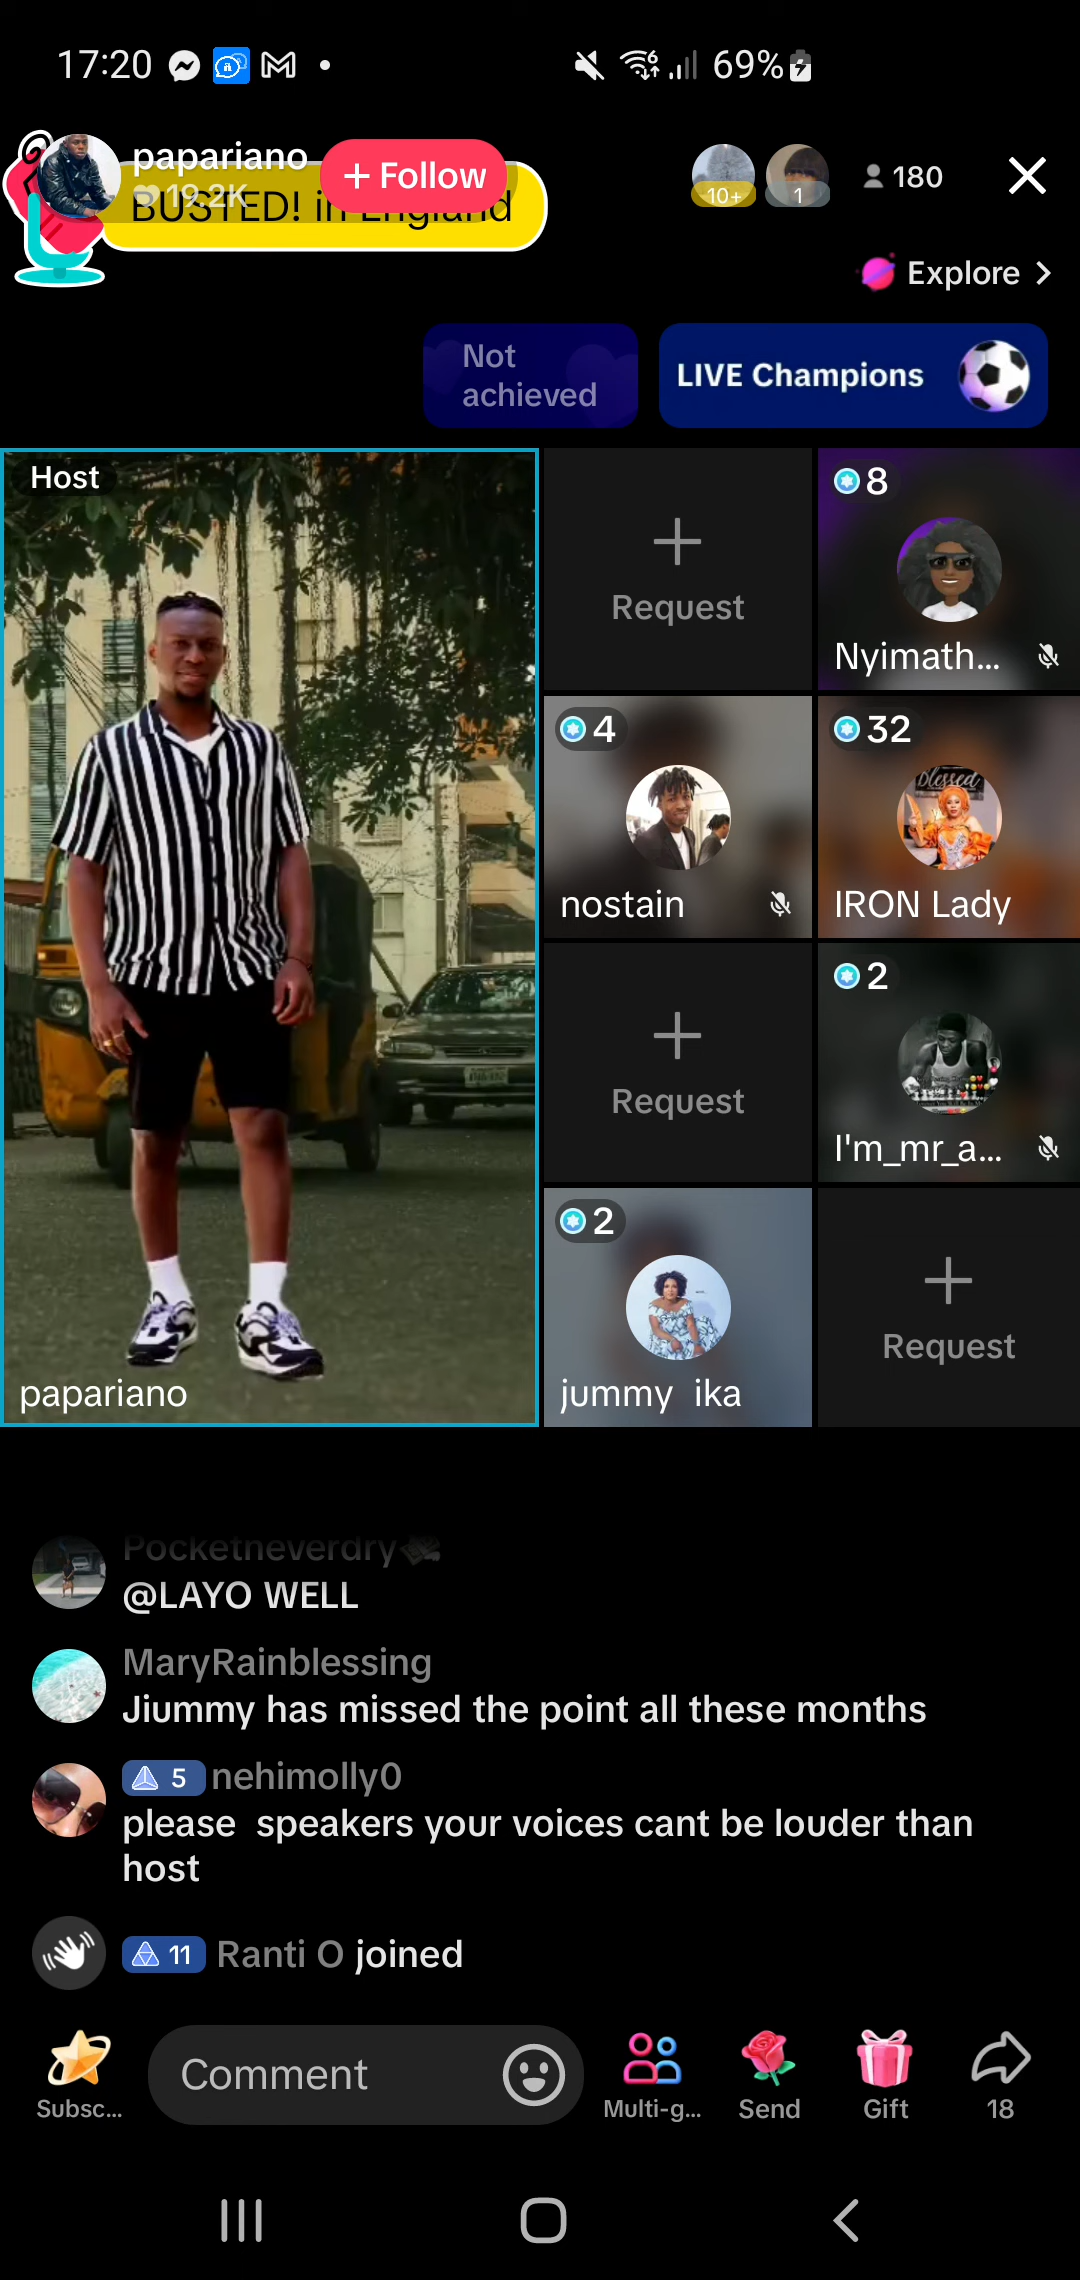 17:20
69%
papariano
19.2K
+ Follow
BUSTED! in England
10+
1
180
Explore
Not
achieved
LIVE Champions
Host
Request
8
Nyimath...
4
nostain
32
Blessed
IRON Lady
Request
2
I'm_mr_a...
papariano
2
jummy ika
Request
Pocketneverdry
@LAYO WELL
MaryRainblessing
Jiummy has missed the point all these months
5 nehimolly0
please speakers your voices cant be louder than
host
11 Ranti O joined
Comment
Subsc...
Multi-g...
Send
Gift
18